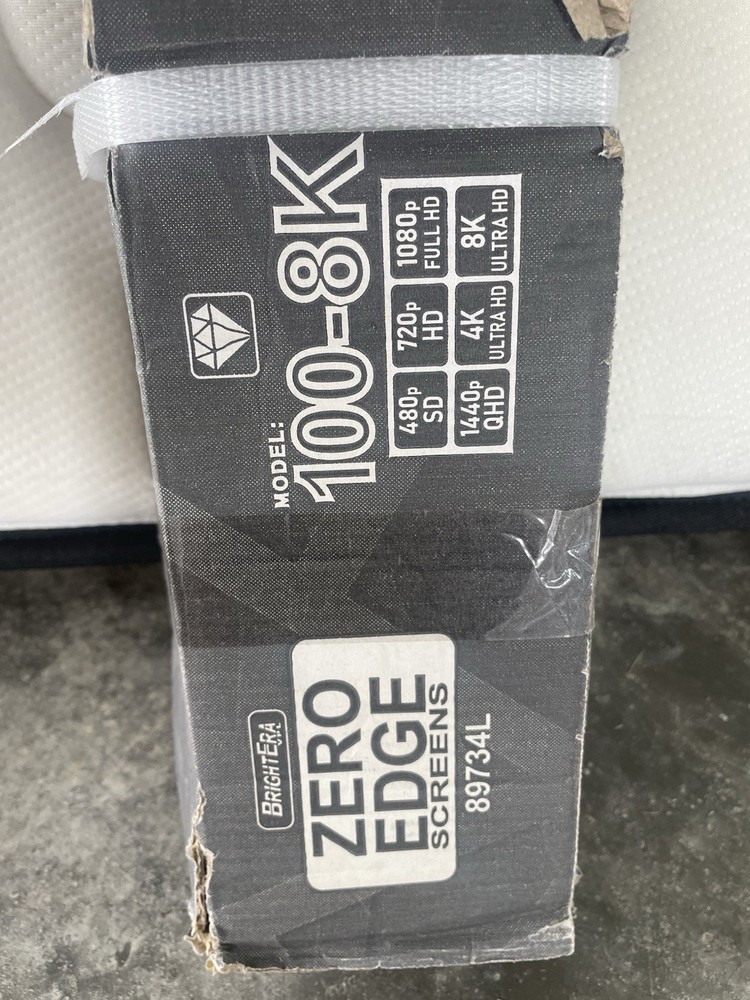 MODEL:
100-8K
480p
SD
720p
HD
1080p
FULL HD
1440p
QHD
4K
ULTRA HD
8K
ULTRA HD
BRIGHTERA
ZERO
EDGE
SCREENS
89734L